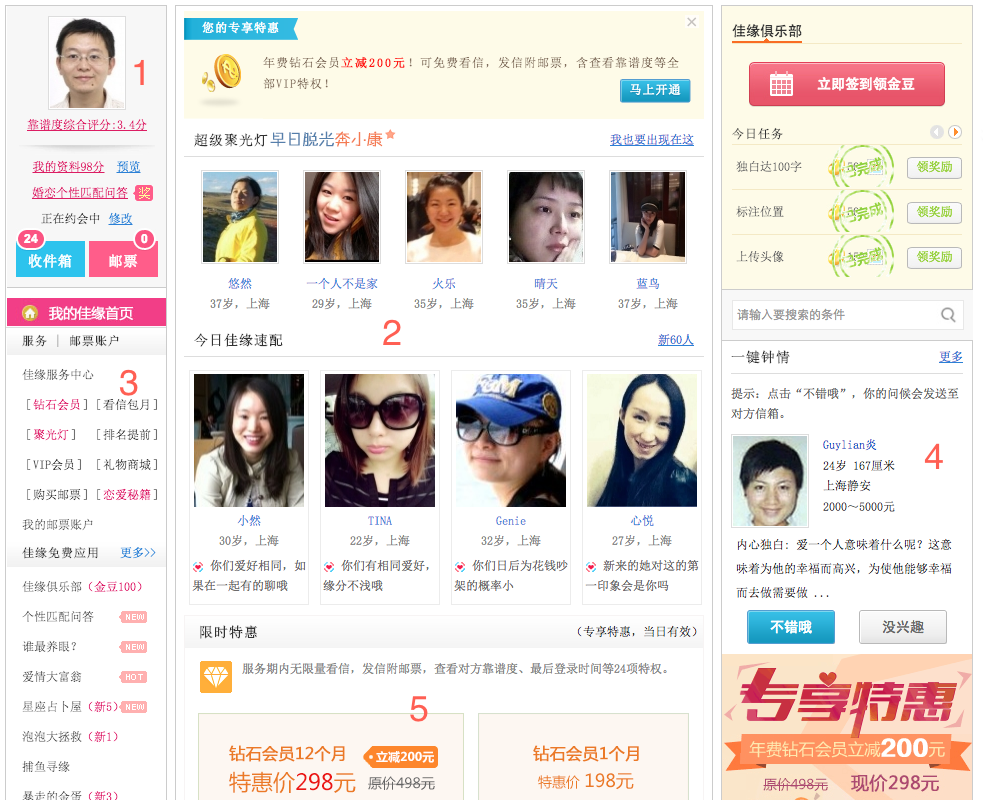 1
靠谱度综合评分:3.4分
我的资料98分 预览
婚恋个性匹配问答 奖
正在约会中 修改
24 0
收件箱 邮票
我的佳缘首页
服务 | 邮票账户
佳缘服务中心
3
[钻石会员] [看信包月]
[聚光灯] [排名提前]
[VIP会员] [礼物商城]
[购买邮票] [恋爱秘籍]
我的邮票账户
佳缘免费应用 更多>>
佳缘俱乐部（金豆100）
个性匹配问答 NEW
谁最养眼? NEW
爱情大富翁 HOT
星座占卜屋（新5） NEW
泡泡大拯救（新1）
捕鱼寻缘
暴走的金蛋（新3）
您的专享特惠
年费钻石会员立减200元！可免费看信，发信附邮票，含查看靠谱度等全
部VIP特权！
马上开通
超级聚光灯 早日脱光奔小康 我也要出现在这
悠然 一个人不是家 火乐 晴天 蓝鸟
37岁，上海 29岁，上海 35岁，上海 35岁，上海 37岁，上海
2
今日佳缘速配 新60人
小然 TINA Genie 心悦
30岁，上海 22岁，上海 32岁，上海 27岁，上海
你们爱好相同，如果在一起有的聊哦
你们有相同爱好，缘分不浅哦
你们日后为花钱吵架的概率小
新来的她对这的第一印象会是你吗
限时特惠 （专享特惠，当日有效）
服务期内无限量看信，发信附邮票，查看对方靠谱度、最后登录时间等24项特权。
5
钻石会员12个月 立减200元
特惠价298元 原价498元
钻石会员1个月
特惠价 198元
佳缘俱乐部
立即签到领金豆
今日任务
独白达100字 完成 领奖励
标注位置 完成 领奖励
上传头像 完成 领奖励
请输入要搜索的条件
一键钟情 更多
提示：点击“不错哦”，你的问候会发送至
对方信箱。
Guylian炎
24岁 167厘米
上海静安
2000～5000元
4
内心独白：爱一个人意味着什么呢？这意
味着为他的幸福而高兴，为使他能够幸福
而去做需要做 ...
不错哦 没兴趣
专享特惠
年费钻石会员立减200元
原价498元 现价298元